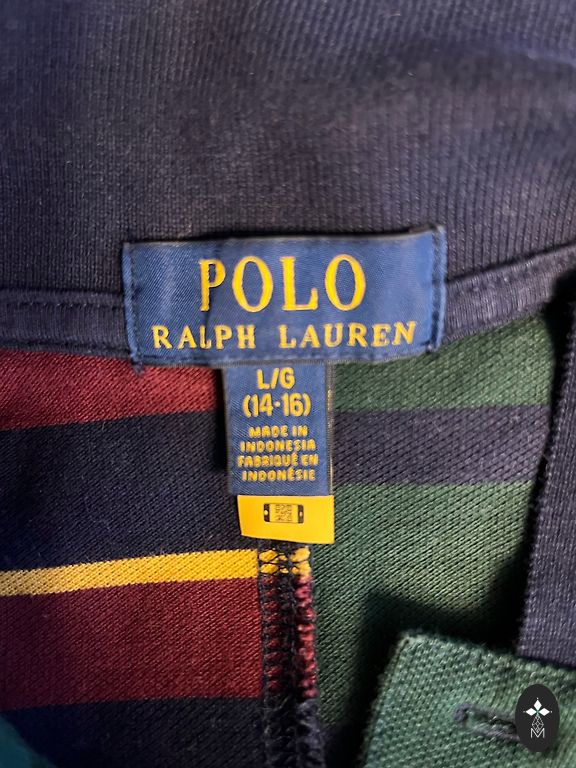 POLO
RALPH LAUREN
L/G
(14-16)
MADE IN
INDONESIA
FABRIQUÉ EN
INDONÉSIE